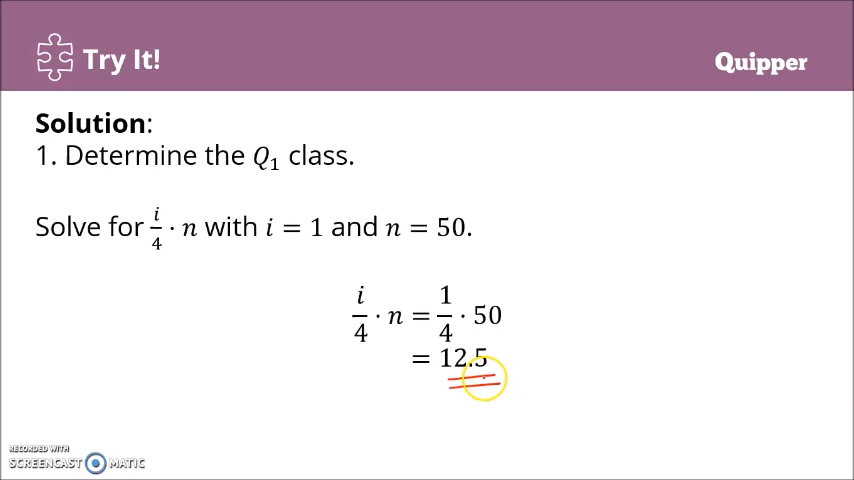 Try It!
Quipper
Solution:
1. Determine the Q₁ class.
Solve for i/4 · n with i = 1 and n = 50.
i/4 · n = 1/4 · 50
= 12.5
RECORDED WITH
SCREENCAST MATIC